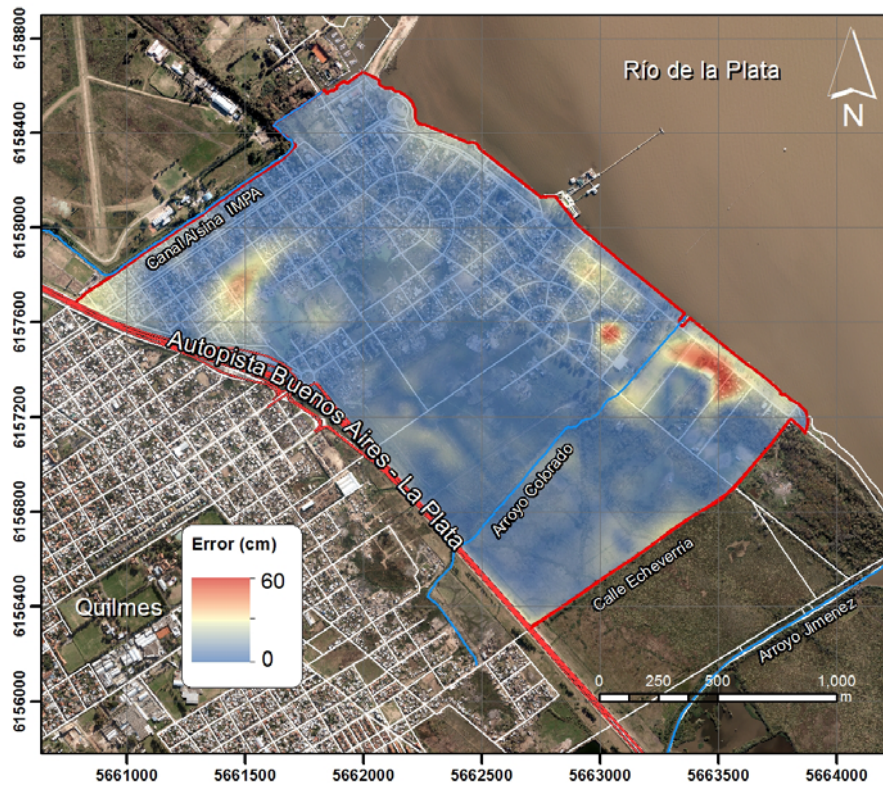 6158800
6158400
6158000
6157600
6157200
6156800
6156400
6156000
Río de la Plata
N
Canal Alsina IMPA
Autopista Buenos Aires - La Plata
Arroyo Colorado
Calle Echeverría
Arroyo Jimenez
Quilmes
Error (cm)
60
0
0 250 500 1.000
m
5661000 5661500 5662000 5662500 5663000 5663500 5664000